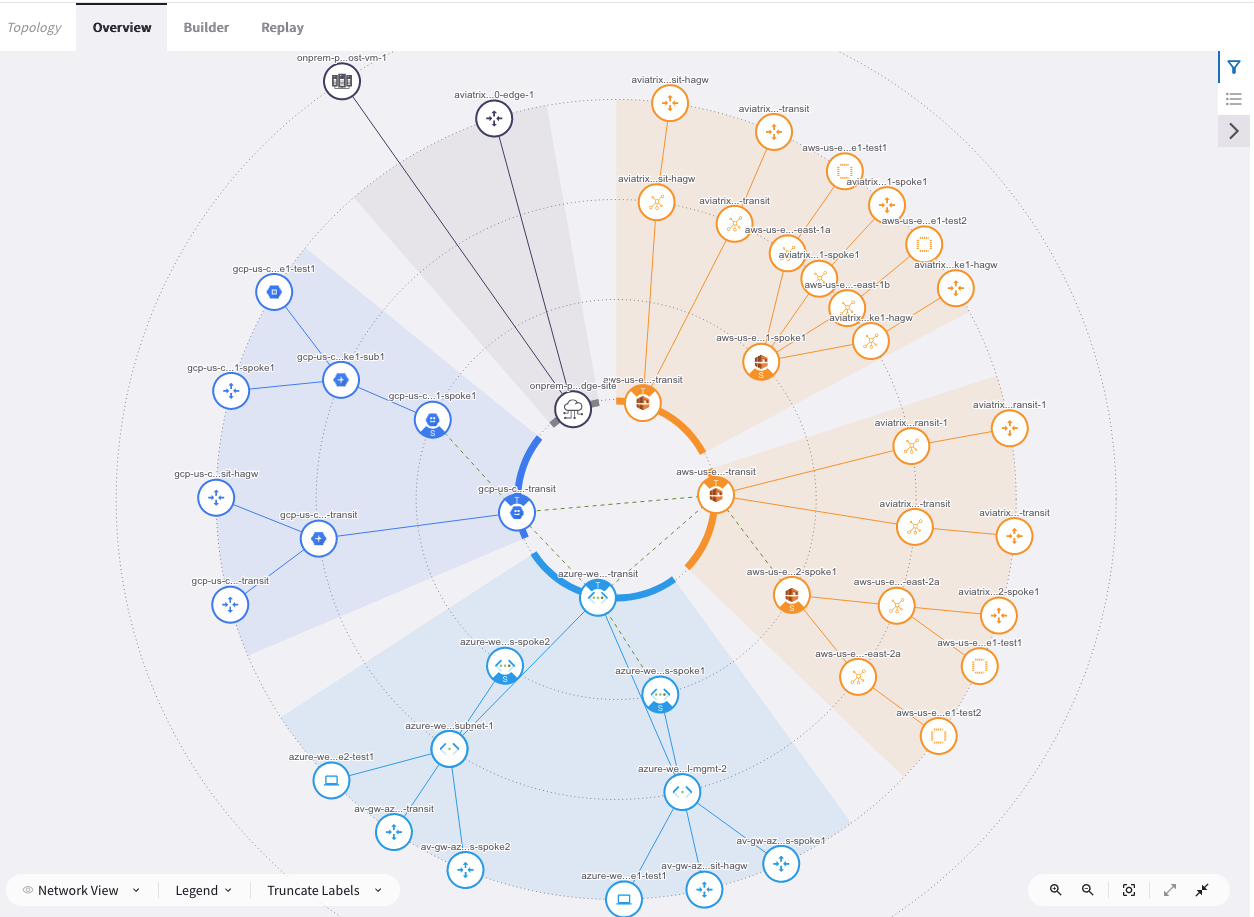 Topology
Overview
Builder
Replay
onprem-p...ost-vm-1
aviatrix...0-edge-1
aviatrix...sit-hagw
aviatrix...-transit
aws-us-e...e1-test1
aviatrix...1-spoke1
aviatrix...sit-hagw
aviatrix...-transit
aws-us-e...e1-test2
aws-us-e...-east-1a
aviatrix...1-spoke1
aviatrix...ke1-hagw
gcp-us-c...e1-test1
aws-us-e...-east-1b
aviatrix...ke1-hagw
aws-us-e...1-spoke1
S
gcp-us-c...ke1-sub1
gcp-us-c...1-spoke1
gcp-us-c...1-spoke1
S
onprem-p...dge-site
aws-us-e...-transit
T
aviatrix...ransit-1
aviatrix...ransit-1
gcp-us-c...sit-hagw
aws-us-e...-transit
T
gcp-us-c...-transit
T
gcp-us-c...-transit
aviatrix...-transit
aviatrix...-transit
gcp-us-c...-transit
azure-we...-transit
T
aws-us-e...2-spoke1
S
aws-us-e...-east-2a
aviatrix...2-spoke1
azure-we...s-spoke2
S
aws-us-e...e1-test1
aws-us-e...-east-2a
azure-we...s-spoke1
S
aws-us-e...e1-test2
azure-we...subnet-1
azure-we...e2-test1
azure-we...l-mgmt-2
av-gw-az...-transit
av-gw-az...s-spoke2
av-gw-az...s-spoke1
azure-we...e1-test1
av-gw-az...sit-hagw
Network View
Legend
Truncate Labels